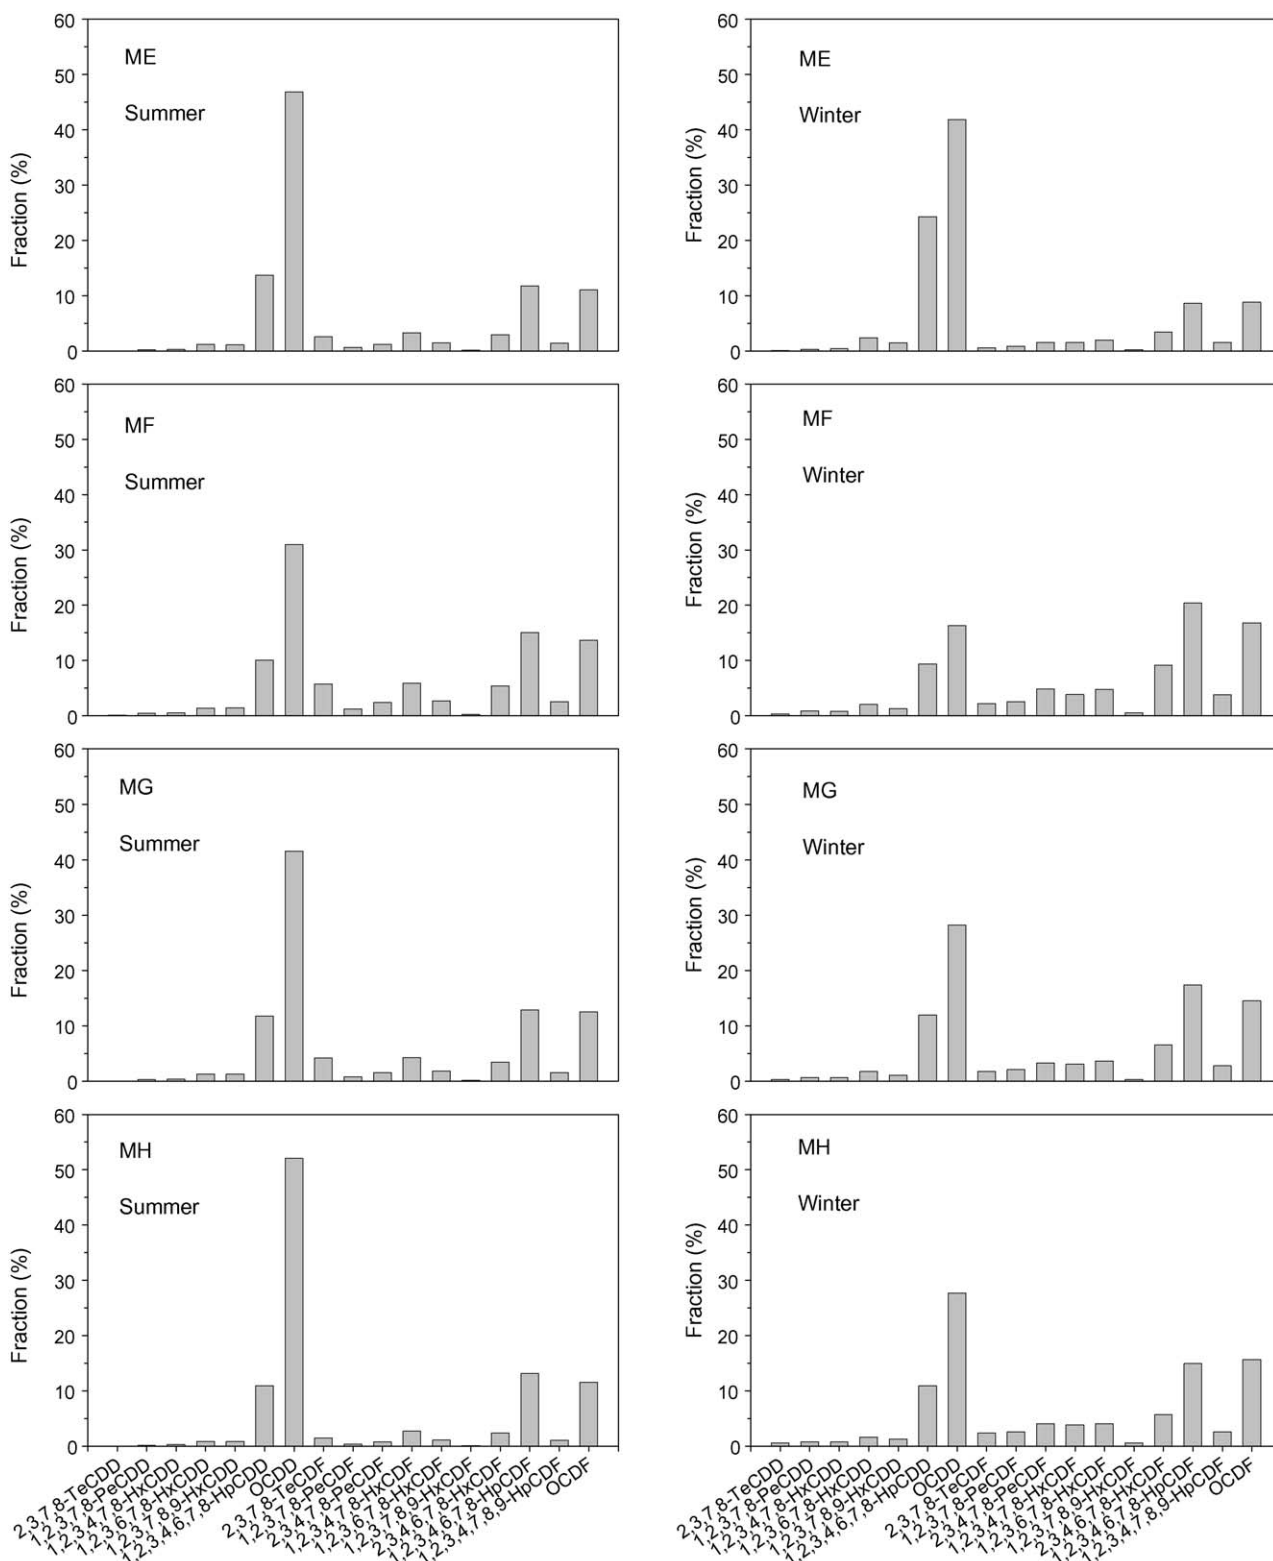 60
50
40
30
20
10
0
Fraction (%)
ME
Summer
60
50
40
30
20
10
0
Fraction (%)
ME
Winter
60
50
40
30
20
10
0
Fraction (%)
MF
Summer
60
50
40
30
20
10
0
Fraction (%)
MF
Winter
60
50
40
30
20
10
0
Fraction (%)
MG
Summer
60
50
40
30
20
10
0
Fraction (%)
MG
Winter
60
50
40
30
20
10
0
Fraction (%)
MH
Summer
2,3,7,8-TeCDD
1,2,3,7,8-PeCDD
1,2,3,4,7,8-HxCDD
1,2,3,6,7,8-HxCDD
1,2,3,7,8,9-HxCDD
1,2,3,4,6,7,8-HpCDD
OCDD
2,3,7,8-TeCDF
1,2,3,7,8-PeCDF
2,3,4,7,8-PeCDF
1,2,3,4,7,8-HxCDF
1,2,3,6,7,8-HxCDF
1,2,3,7,8,9-HxCDF
2,3,4,6,7,8-HxCDF
1,2,3,4,6,7,8-HpCDF
1,2,3,4,7,8,9-HpCDF
OCDF
60
50
40
30
20
10
0
Fraction (%)
MH
Winter
2,3,7,8-TeCDD
1,2,3,7,8-PeCDD
1,2,3,4,7,8-HxCDD
1,2,3,6,7,8-HxCDD
1,2,3,7,8,9-HxCDD
1,2,3,4,6,7,8-HpCDD
OCDD
2,3,7,8-TeCDF
1,2,3,7,8-PeCDF
2,3,4,7,8-PeCDF
1,2,3,4,7,8-HxCDF
1,2,3,6,7,8-HxCDF
1,2,3,7,8,9-HxCDF
2,3,4,6,7,8-HxCDF
1,2,3,4,6,7,8-HpCDF
1,2,3,4,7,8,9-HpCDF
OCDF